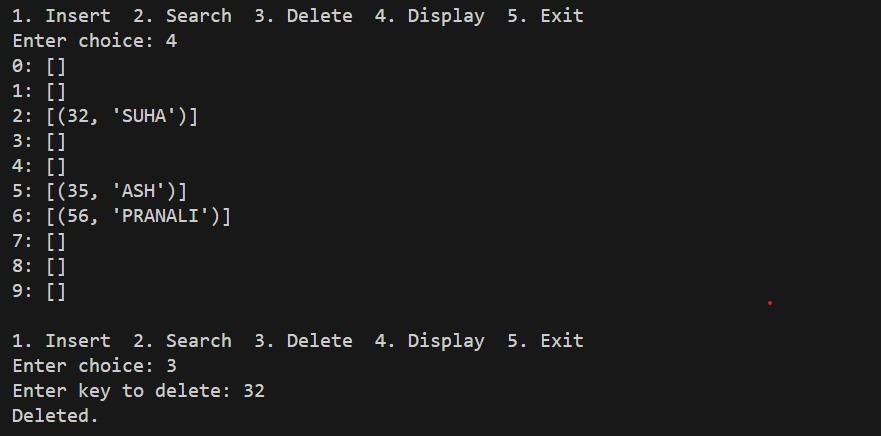 1. Insert  2. Search  3. Delete  4. Display  5. Exit
Enter choice: 4
0: []
1: []
2: [(32, 'SUHA')]
3: []
4: []
5: [(35, 'ASH')]
6: [(56, 'PRANALI')]
7: []
8: []
9: []
1. Insert  2. Search  3. Delete  4. Display  5. Exit
Enter choice: 3
Enter key to delete: 32
Deleted.